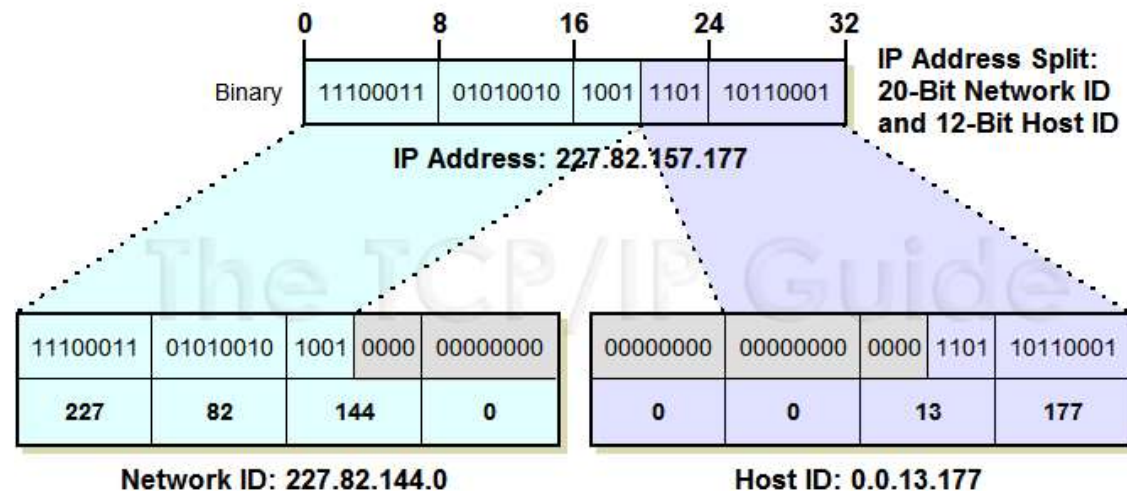 0 8 16 24 32
IP Address Split:
20-Bit Network ID
and 12-Bit Host ID
Binary 11100011 01010010 1001 1101 10110001
IP Address: 227.82.157.177
The TCP/IP Guide
11100011 01010010 1001 0000 00000000
227 82 144 0
Network ID: 227.82.144.0
00000000 00000000 0000 1101 10110001
0 0 13 177
Host ID: 0.0.13.177